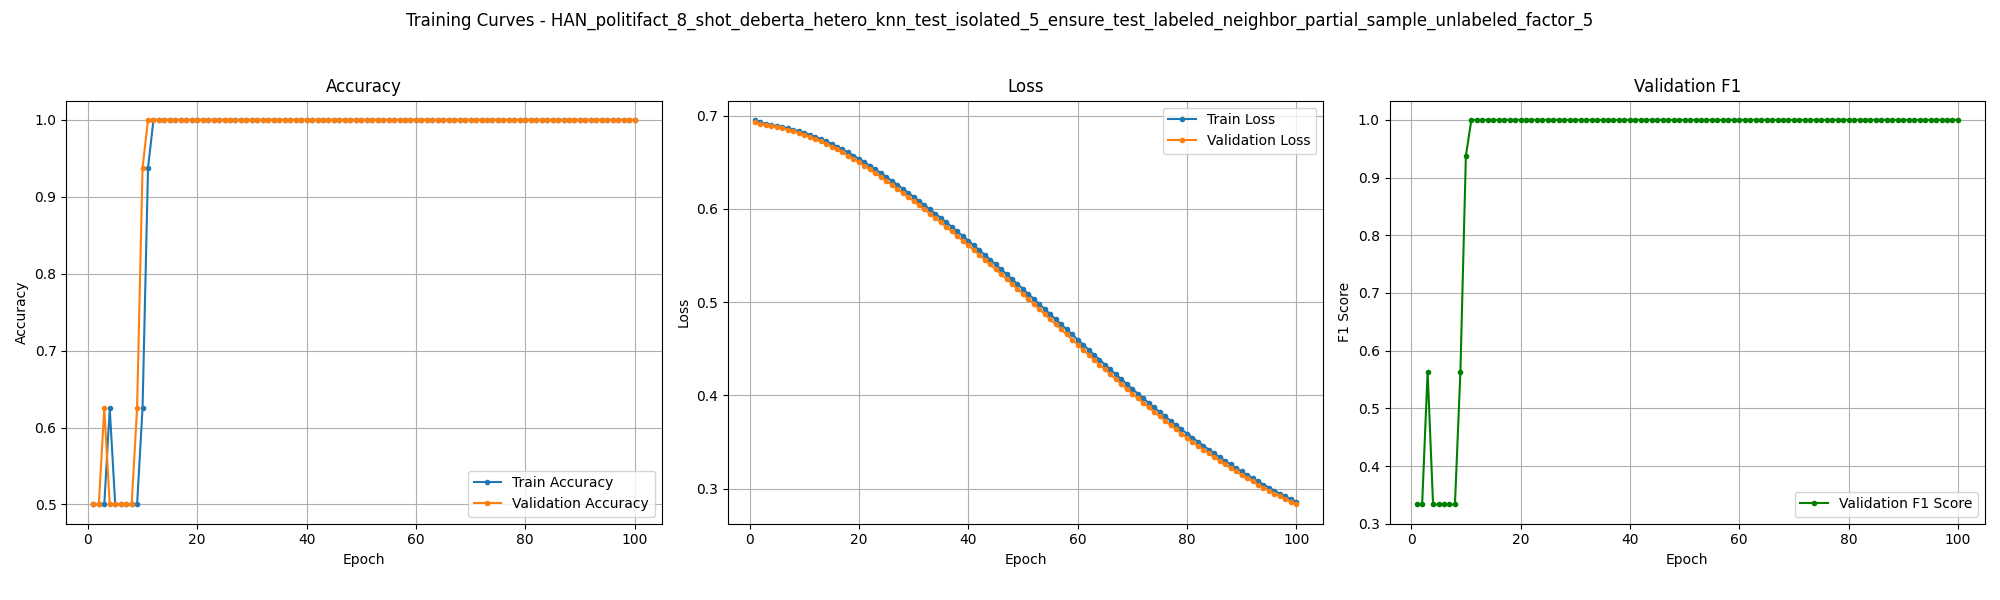 Training Curves - HAN_politifact_8_shot_deberta_hetero_knn_test_isolated_5_ensure_test_labeled_neighbor_partial_sample_unlabeled_factor_5
Accuracy
1.0
0.9
0.8
0.7
0.6
0.5
Accuracy
Train Accuracy
Validation Accuracy
0 20 40 60 80 100
Epoch
Loss
0.7
0.6
0.5
0.4
0.3
Loss
Train Loss
Validation Loss
0 20 40 60 80 100
Epoch
Validation F1
1.0
0.9
0.8
0.7
0.6
0.5
0.4
0.3
F1 Score
Validation F1 Score
0 20 40 60 80 100
Epoch